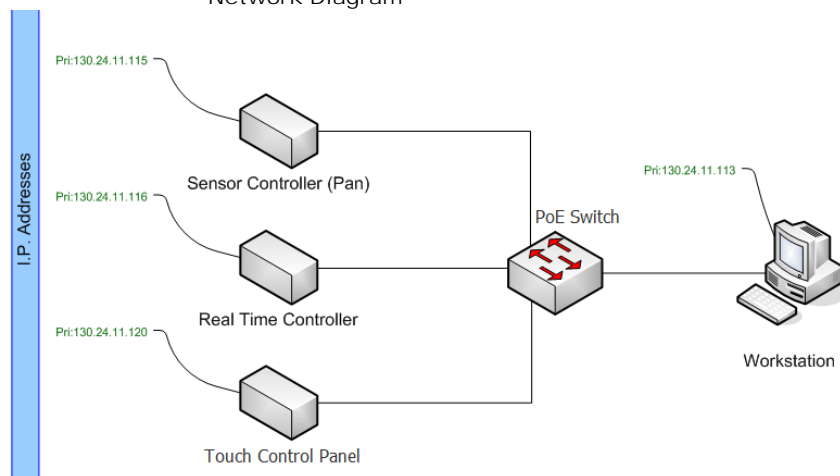 Network Diagram
Pri:130.24.11.115
Sensor Controller (Pan)
Pri:130.24.11.113
PoE Switch
I.P. Addresses
Pri:130.24.11.116
Real Time Controller
Workstation
Pri:130.24.11.120
Touch Control Panel